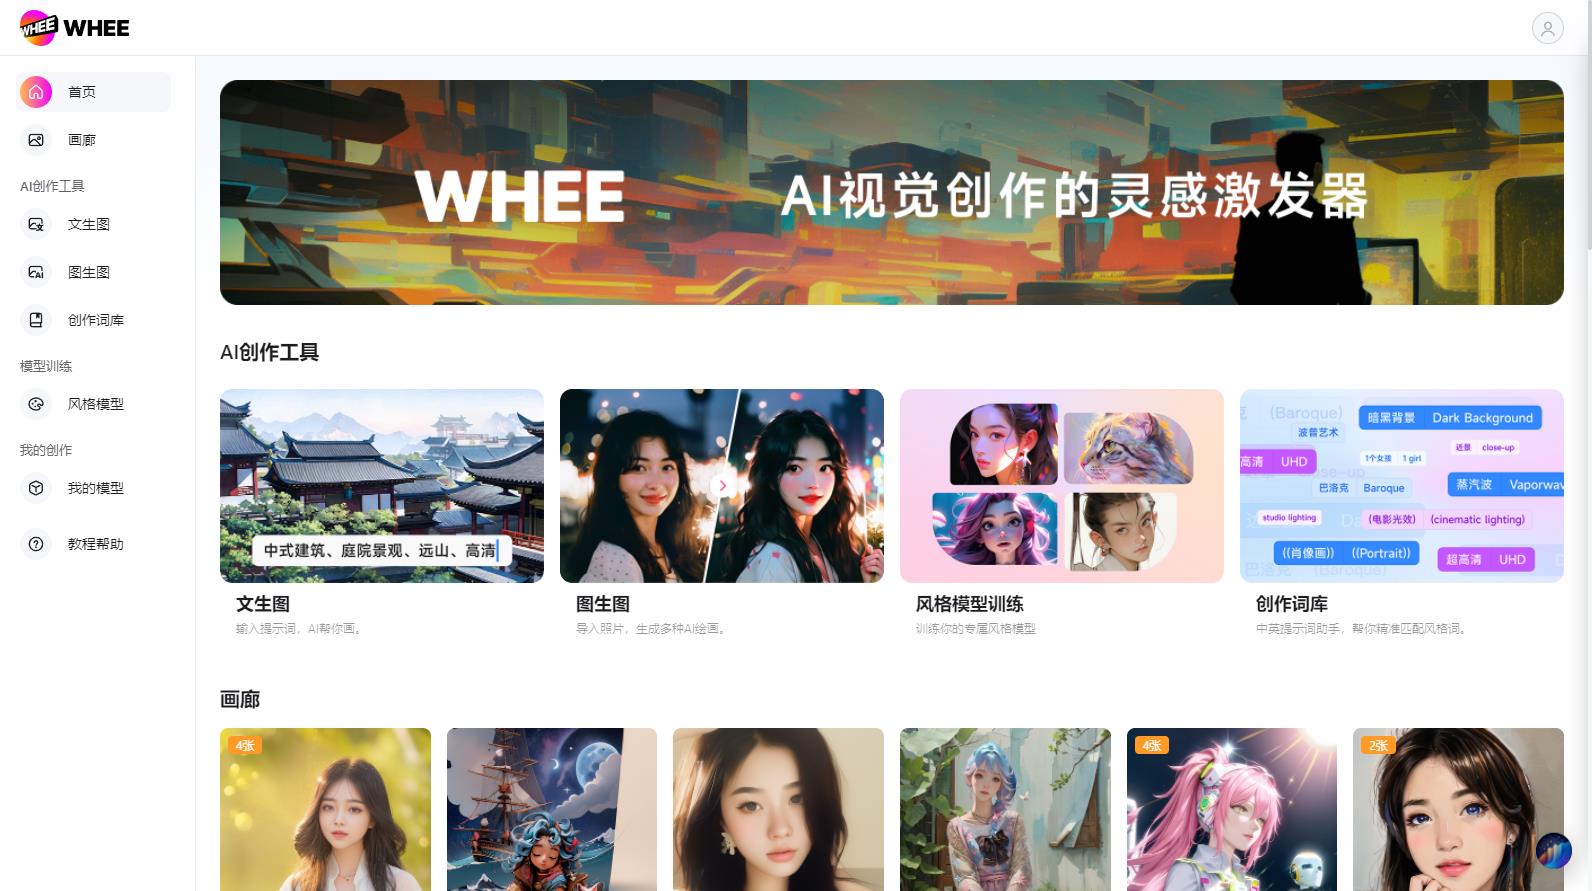 WHEE WHEE
首页
画廊
AI创作工具
文生图
图生图
创作词库
模型训练
风格模型
我的创作
我的模型
教程帮助
WHEE AI视觉创作的灵感激发器
AI创作工具
中式建筑、庭院景观、远山、高清
(Baroque)
暗黑背景 Dark Background
波普艺术
近景 close-up
高清 UHD
1个女孩 1 girl
巴洛克 Baroque
蒸汽波 Vaporwav
studio lighting
(电影光效) (cinematic lighting)
((肖像画)) ((Portrait))
超高清 UHD
巴洛克 (Baroque)
文生图
输入提示词，AI帮你画。
图生图
导入照片，生成多种AI绘画。
风格模型训练
训练你的专属风格模型
创作词库
中英提示词助手，帮你精准匹配风格词。
画廊
4张
4张
2张